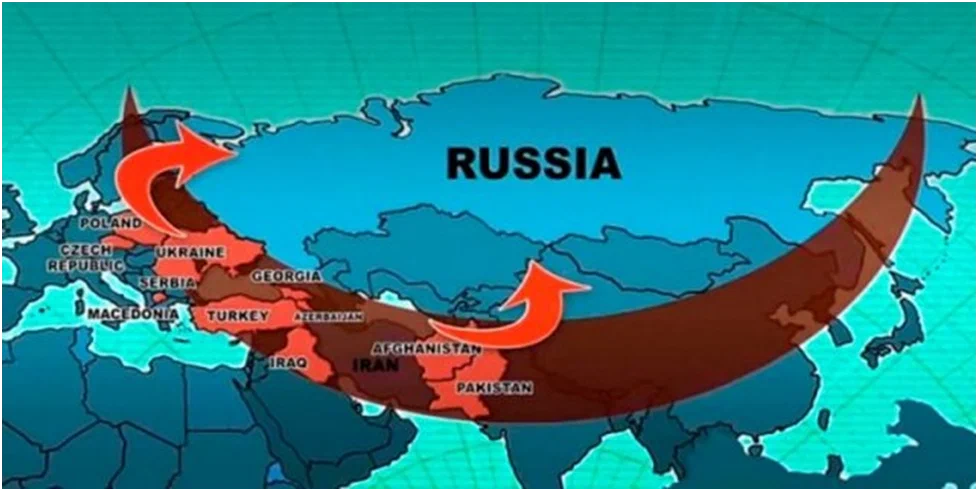 RUSSIA
POLAND
CZECH
REPUBLIC
UKRAINE
SERBIA
GEORGIA
MACEDONIA
TURKEY
AZERBAIJAN
IRAQ
IRAN
AFGHANISTAN
PAKISTAN